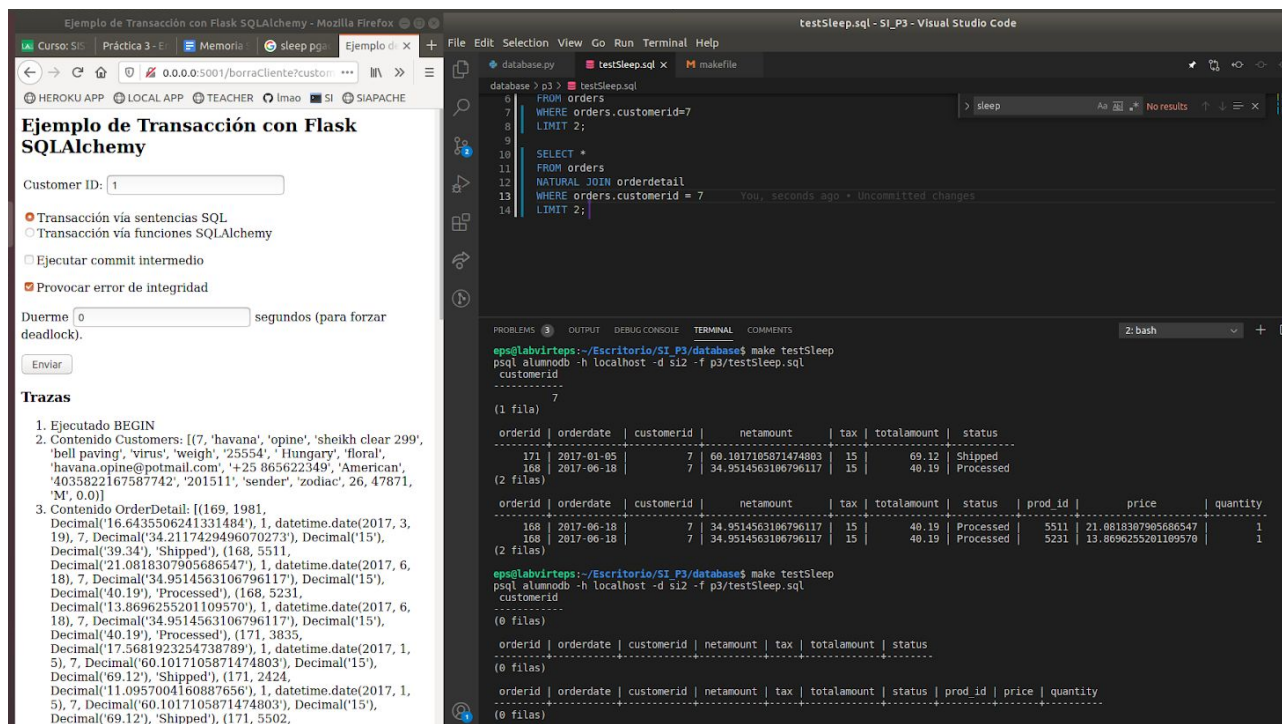 Ejemplo de Transacción con Flask SQLAlchemy - Mozilla Firefox
Curso: SIS
Práctica 3 - E
Memoria
sleep pga
Ejemplo de
0.0.0.0:5001/borraCliente?custom
HEROKU APP LOCAL APP TEACHER lmao SI SIAPACHE
Ejemplo de Transacción con Flask
SQLAlchemy
Customer ID: 1
Transacción vía sentencias SQL
Transacción vía funciones SQLAlchemy
Ejecutar commit intermedio
Provocar error de integridad
Duerme 0 segundos (para forzar
deadlock).
Enviar
Trazas
1. Ejecutado BEGIN
2. Contenido Customers: [(7, 'havana', 'opine', 'sheikh clear 299',
'bell paving', 'virus', 'weigh', '25554', ' Hungary', 'floral',
'havana.opine@potmail.com', '+25 865622349', 'American',
'4035822167587742', '201511', 'sender', 'zodiac', 26, 47871,
'M', 0.0)]
3. Contenido OrderDetail: [(169, 1981,
Decimal('16.6435506241331484'), 1, datetime.date(2017, 3,
19), 7, Decimal('34.2117429496070273'), Decimal('15'),
Decimal('39.34'), 'Shipped'), (168, 5511,
Decimal('21.0818307905686547'), 1, datetime.date(2017, 6,
18), 7, Decimal('34.9514563106796117'), Decimal('15'),
Decimal('40.19'), 'Processed'), (168, 5231,
Decimal('13.8696255201109570'), 1, datetime.date(2017, 6,
18), 7, Decimal('34.9514563106796117'), Decimal('15'),
Decimal('40.19'), 'Processed'), (171, 3835,
Decimal('17.5681923254738789'), 1, datetime.date(2017, 1,
5), 7, Decimal('60.1017105871474803'), Decimal('15'),
Decimal('69.12'), 'Shipped'), (171, 2424,
Decimal('11.0957004160887656'), 1, datetime.date(2017, 1,
5), 7, Decimal('60.1017105871474803'), Decimal('15'),
Decimal('69.12'), 'Shipped'), (171, 5502,
testSleep.sql - SI_P3 - Visual Studio Code
File Edit Selection View Go Run Terminal Help
database.py testSleep.sql M makefile
database > p3 > testSleep.sql
> sleep Aa Abl .* No results
6 FROM orders
7 WHERE orders.customerid=7
8 LIMIT 2;
9
10 SELECT *
11 FROM orders
12 NATURAL JOIN orderdetail
13 WHERE orders.customerid = 7 You, seconds ago • Uncommitted changes
14 LIMIT 2;
PROBLEMS 3 OUTPUT DEBUG CONSOLE TERMINAL COMMENTS 2: bash
eps@labvirteps:~/Escritorio/SI_P3/database$ make testSleep
psql alumnodb -h localhost -d si2 -f p3/testSleep.sql
customerid
------------
7
(1 fila)
orderid | orderdate | customerid | netamount | tax | totalamount | status
171 | 2017-01-05 | 7 | 60.1017105871474803 | 15 | 69.12 | Shipped
168 | 2017-06-18 | 7 | 34.9514563106796117 | 15 | 40.19 | Processed
(2 filas)
orderid | orderdate | customerid | netamount | tax | totalamount | status | prod_id | price | quantity
168 | 2017-06-18 | 7 | 34.9514563106796117 | 15 | 40.19 | Processed | 5511 | 21.0818307905686547 | 1
168 | 2017-06-18 | 7 | 34.9514563106796117 | 15 | 40.19 | Processed | 5231 | 13.8696255201109570 | 1
(2 filas)
eps@labvirteps:~/Escritorio/SI_P3/database$ make testSleep
psql alumnodb -h localhost -d si2 -f p3/testSleep.sql
customerid
------------
(0 filas)
orderid | orderdate | customerid | netamount | tax | totalamount | status
(0 filas)
orderid | orderdate | customerid | netamount | tax | totalamount | status | prod_id | price | quantity
(0 filas)